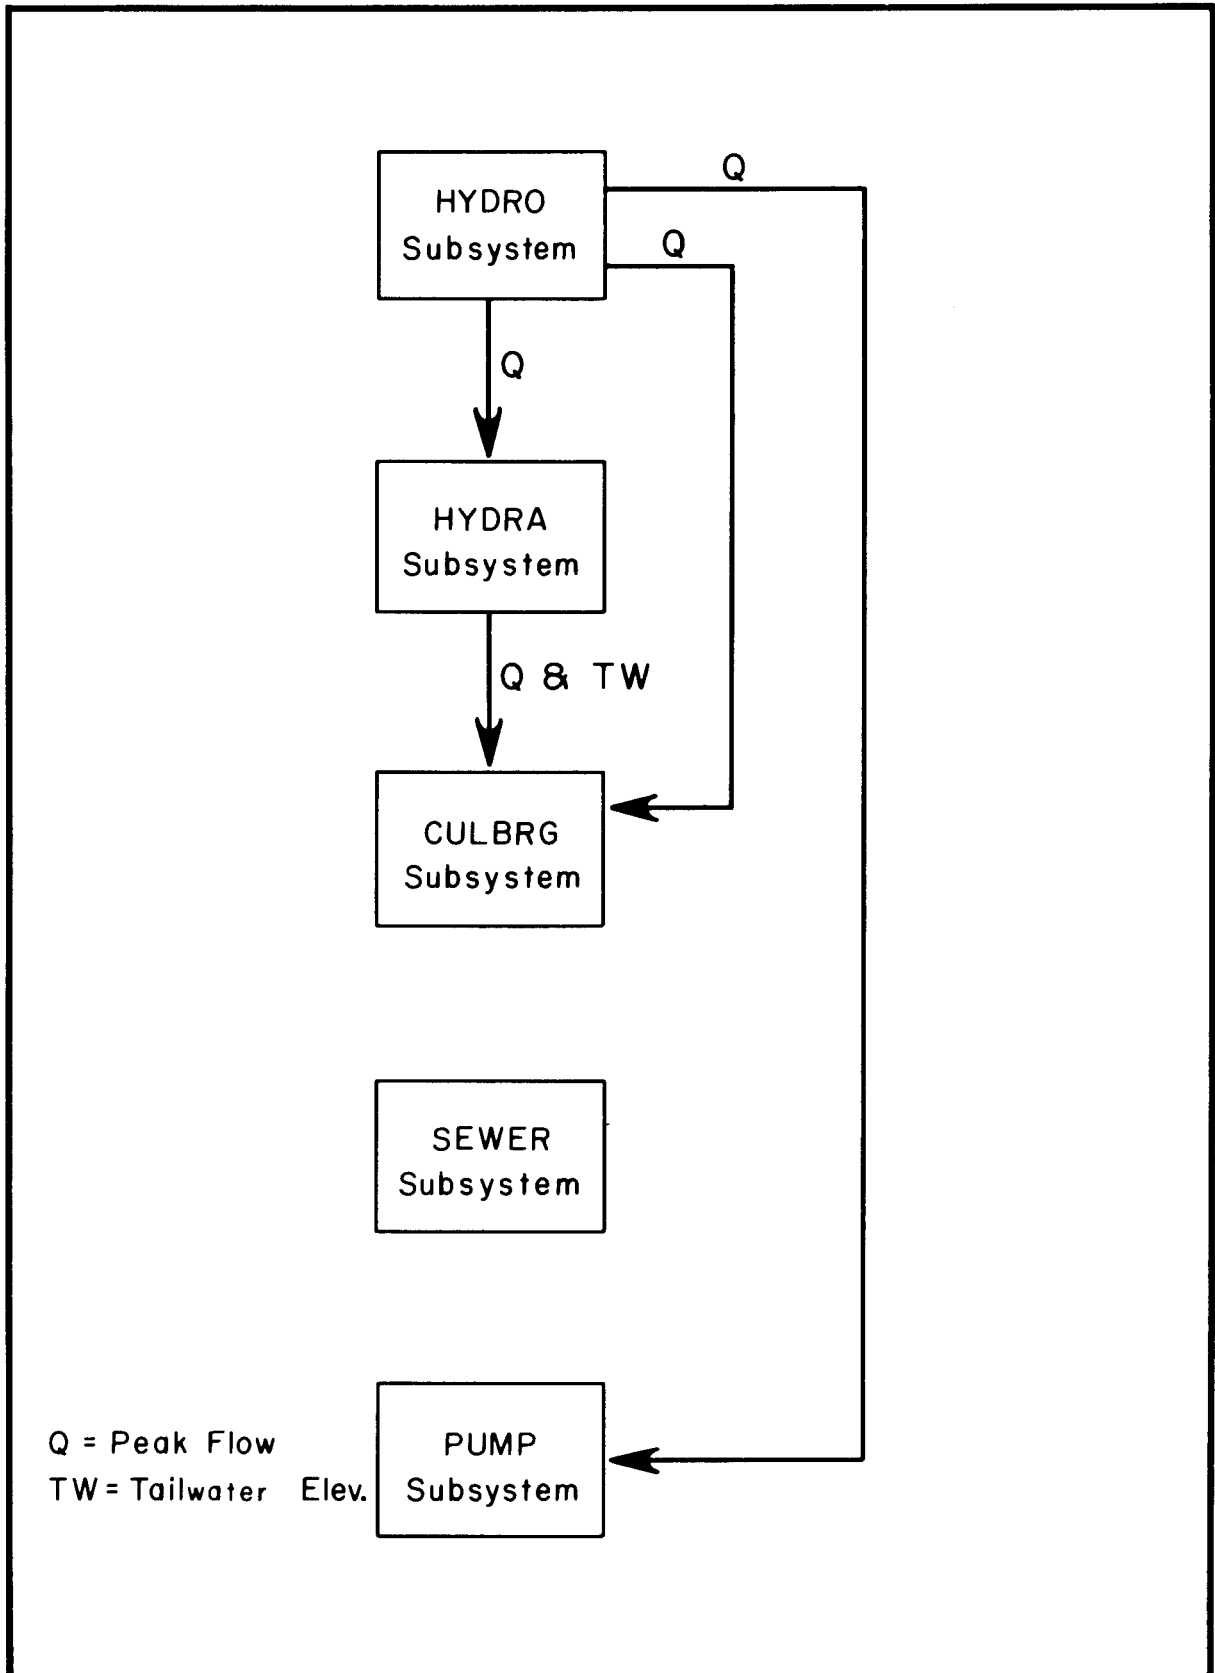 Q
HYDRO
Subsystem
Q
Q
HYDRA
Subsystem
Q & TW
CULBRG
Subsystem
SEWER
Subsystem
Q = Peak Flow
TW = Tailwater Elev.
PUMP
Subsystem